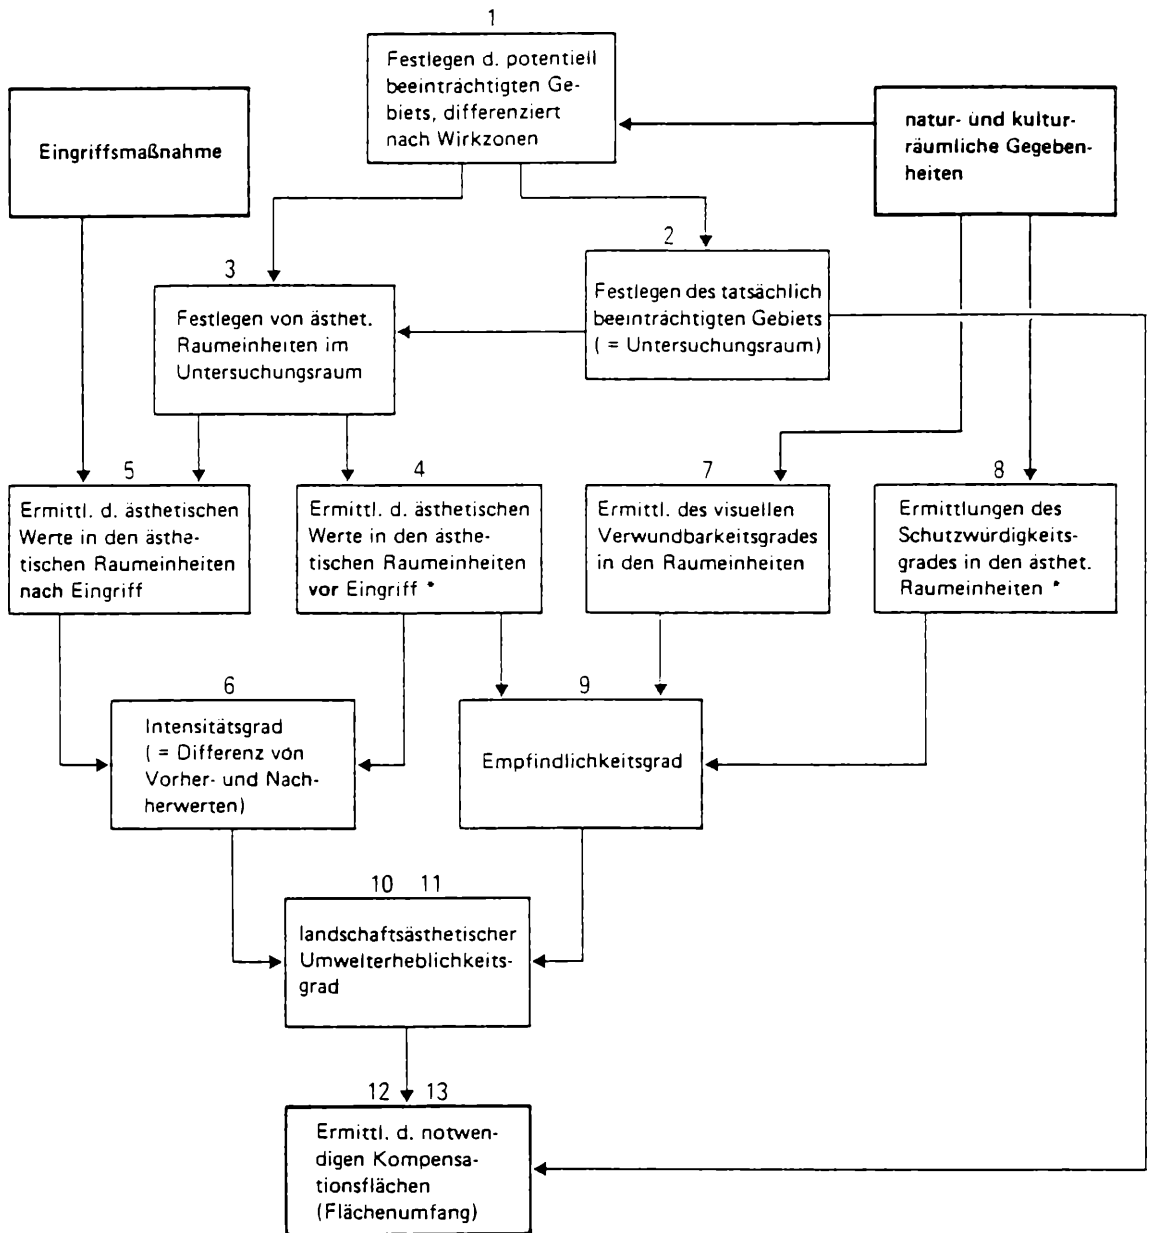 1
Festlegen d. potentiell
beeinträchtigten Ge-
biets, differenziert
nach Wirkzonen
Eingriffsmaßnahme
natur- und kultur-
räumliche Gegeben-
heiten
2
Festlegen des tatsächlich
beeinträchtigten Gebiets
( = Untersuchungsraum)
3
Festlegen von ästhet.
Raumeinheiten im
Untersuchungsraum
5
Ermittl. d. ästhetischen
Werte in den ästhe-
tischen Raumeinheiten
nach Eingriff
4
Ermittl. d. ästhetischen
Werte in den ästhe-
tischen Raumeinheiten
vor Eingriff *
7
Ermittl. des visuellen
Verwundbarkeitsgrades
in den Raumeinheiten
8
Ermittlungen des
Schutzwürdigkeits-
grades in den ästhet.
Raumeinheiten *
6
Intensitätsgrad
( = Differenz von
Vorher- und Nach-
herwerten)
9
Empfindlichkeitsgrad
10 11
landschaftsästhetischer
Umwelterheblichkeits-
grad
12 13
Ermittl. d. notwen-
digen Kompensa-
tionsflächen
(Flächenumfang)